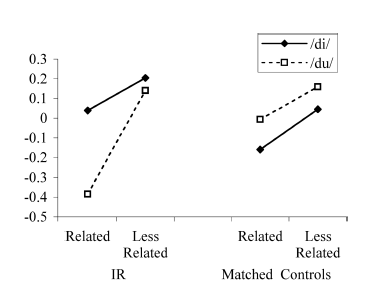 /di/
/du/
0.3
0.2
0.1
0
-0.1
-0.2
-0.3
-0.4
-0.5
Related Less Related Less
Related Related
IR Matched Controls